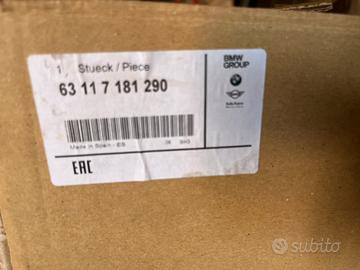 1 Stueck / Piece
63 11 7 181 290
Made in Spain - ES
BMW
GROUP
EAC
subito